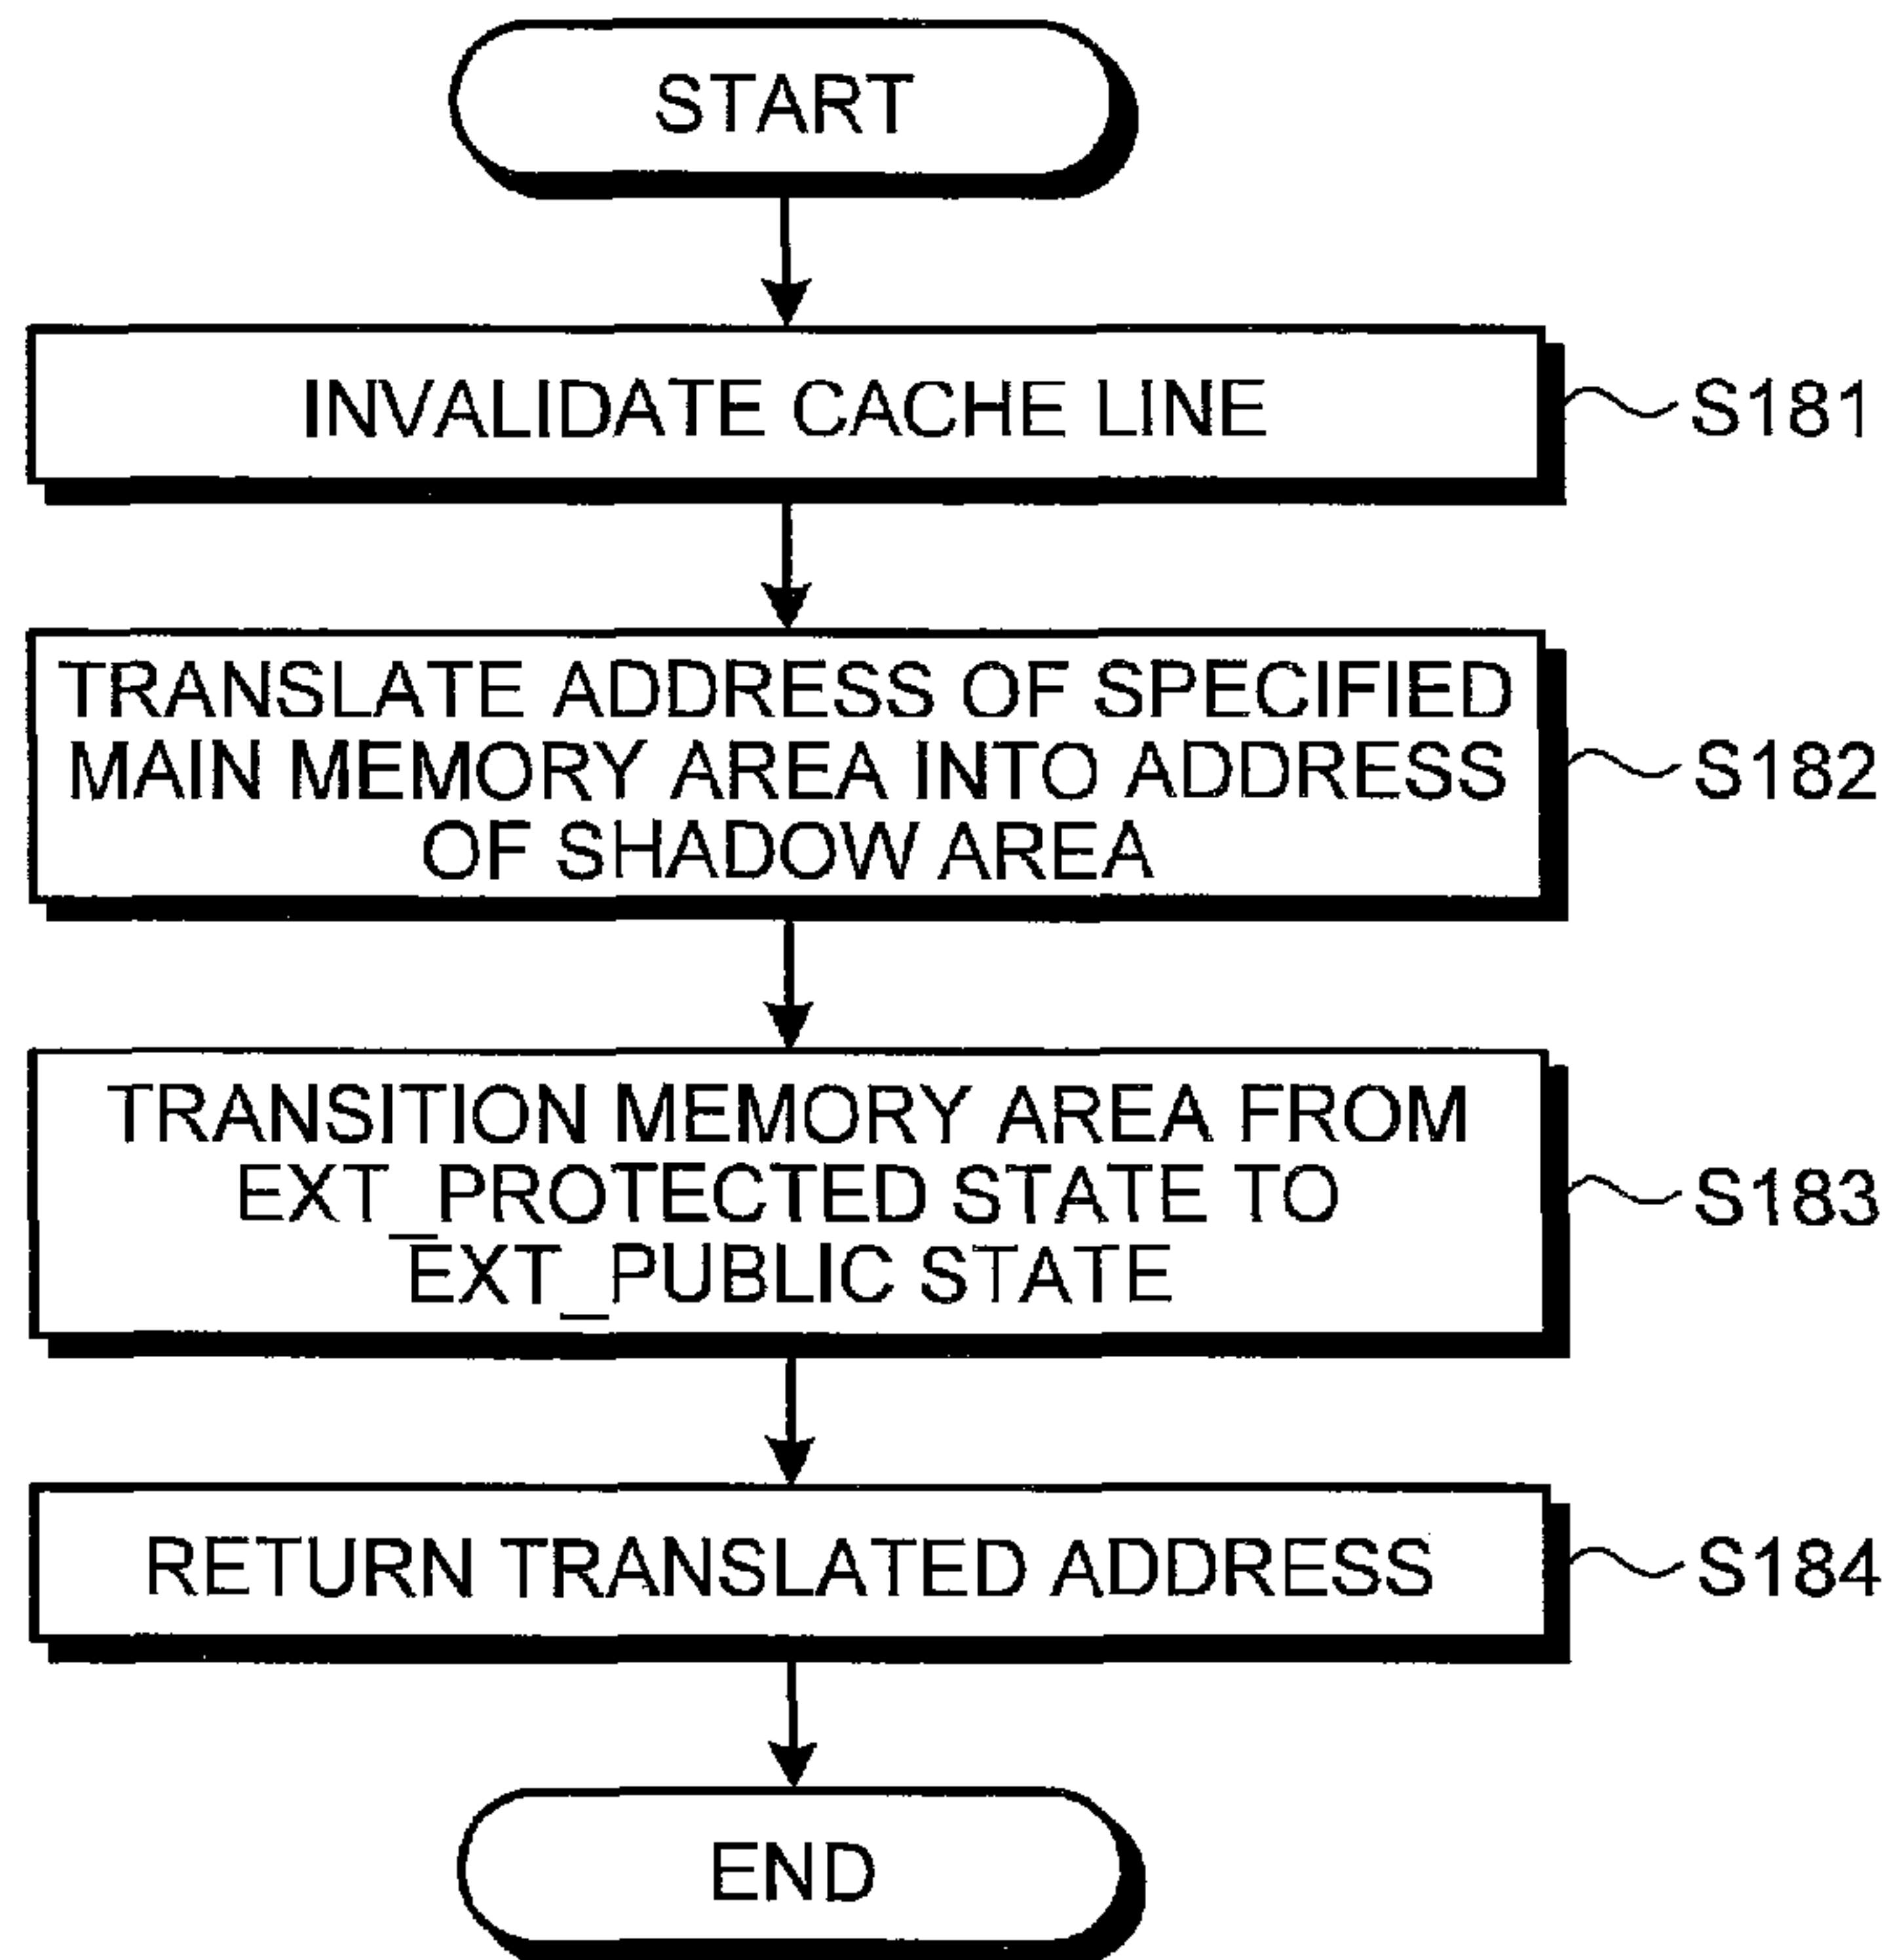 START
INVALIDATE CACHE LINE
S181
TRANSLATE ADDRESS OF SPECIFIED
MAIN MEMORY AREA INTO ADDRESS
OF SHADOW AREA
S182
TRANSITION MEMORY AREA FROM
EXT_PROTECTED STATE TO
EXT_PUBLIC STATE
S183
RETURN TRANSLATED ADDRESS
S184
END